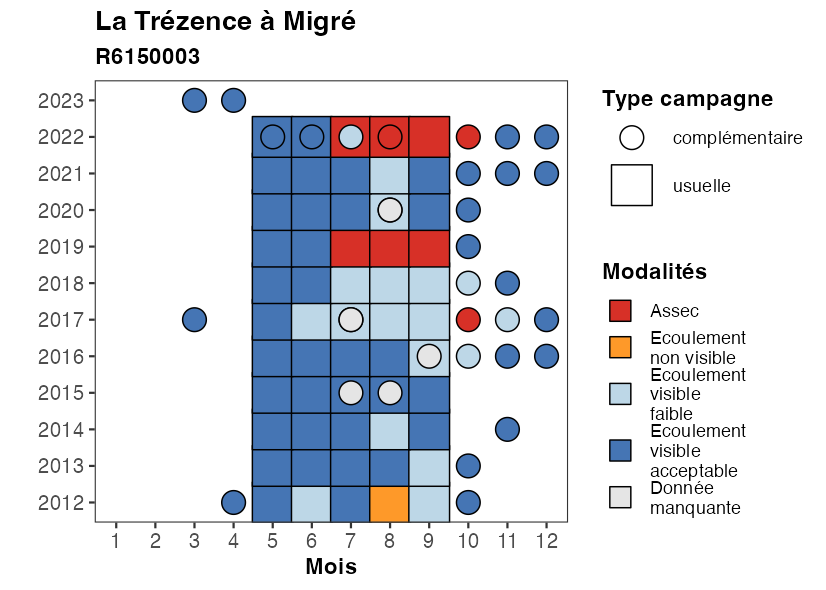 La Trézence à Migré
R6150003
2023
2022
2021
2020
2019
2018
2017
2016
2015
2014
2013
2012
1 2 3 4 5 6 7 8 9 10 11 12
Mois
Type campagne
complémentaire
usuelle
Modalités
Assec
Ecoulement
non visible
Ecoulement
visible
faible
Ecoulement
visible
acceptable
Donnée
manquante